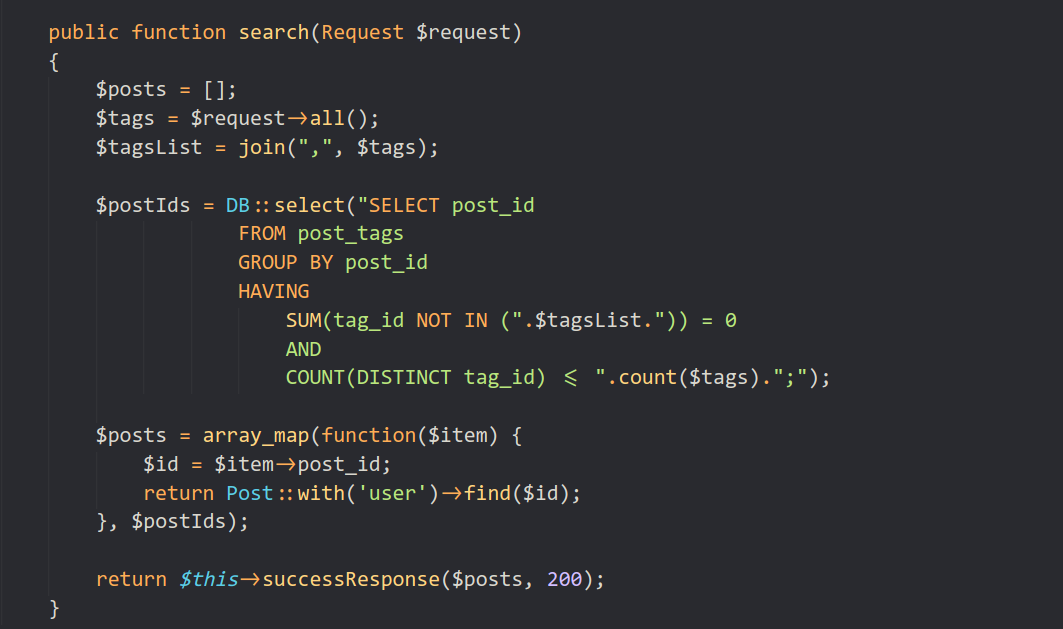 public function search(Request $request)
{
    $posts = [];
    $tags = $request->all();
    $tagsList = join(",", $tags);

    $postIds = DB::select("SELECT post_id
                FROM post_tags
                GROUP BY post_id
                HAVING
                    SUM(tag_id NOT IN (".$tagsList.")) = 0
                    AND
                    COUNT(DISTINCT tag_id) <= ".count($tags).";");

    $posts = array_map(function($item) {
        $id = $item->post_id;
        return Post::with('user')->find($id);
    }, $postIds);

    return $this->successResponse($posts, 200);
}